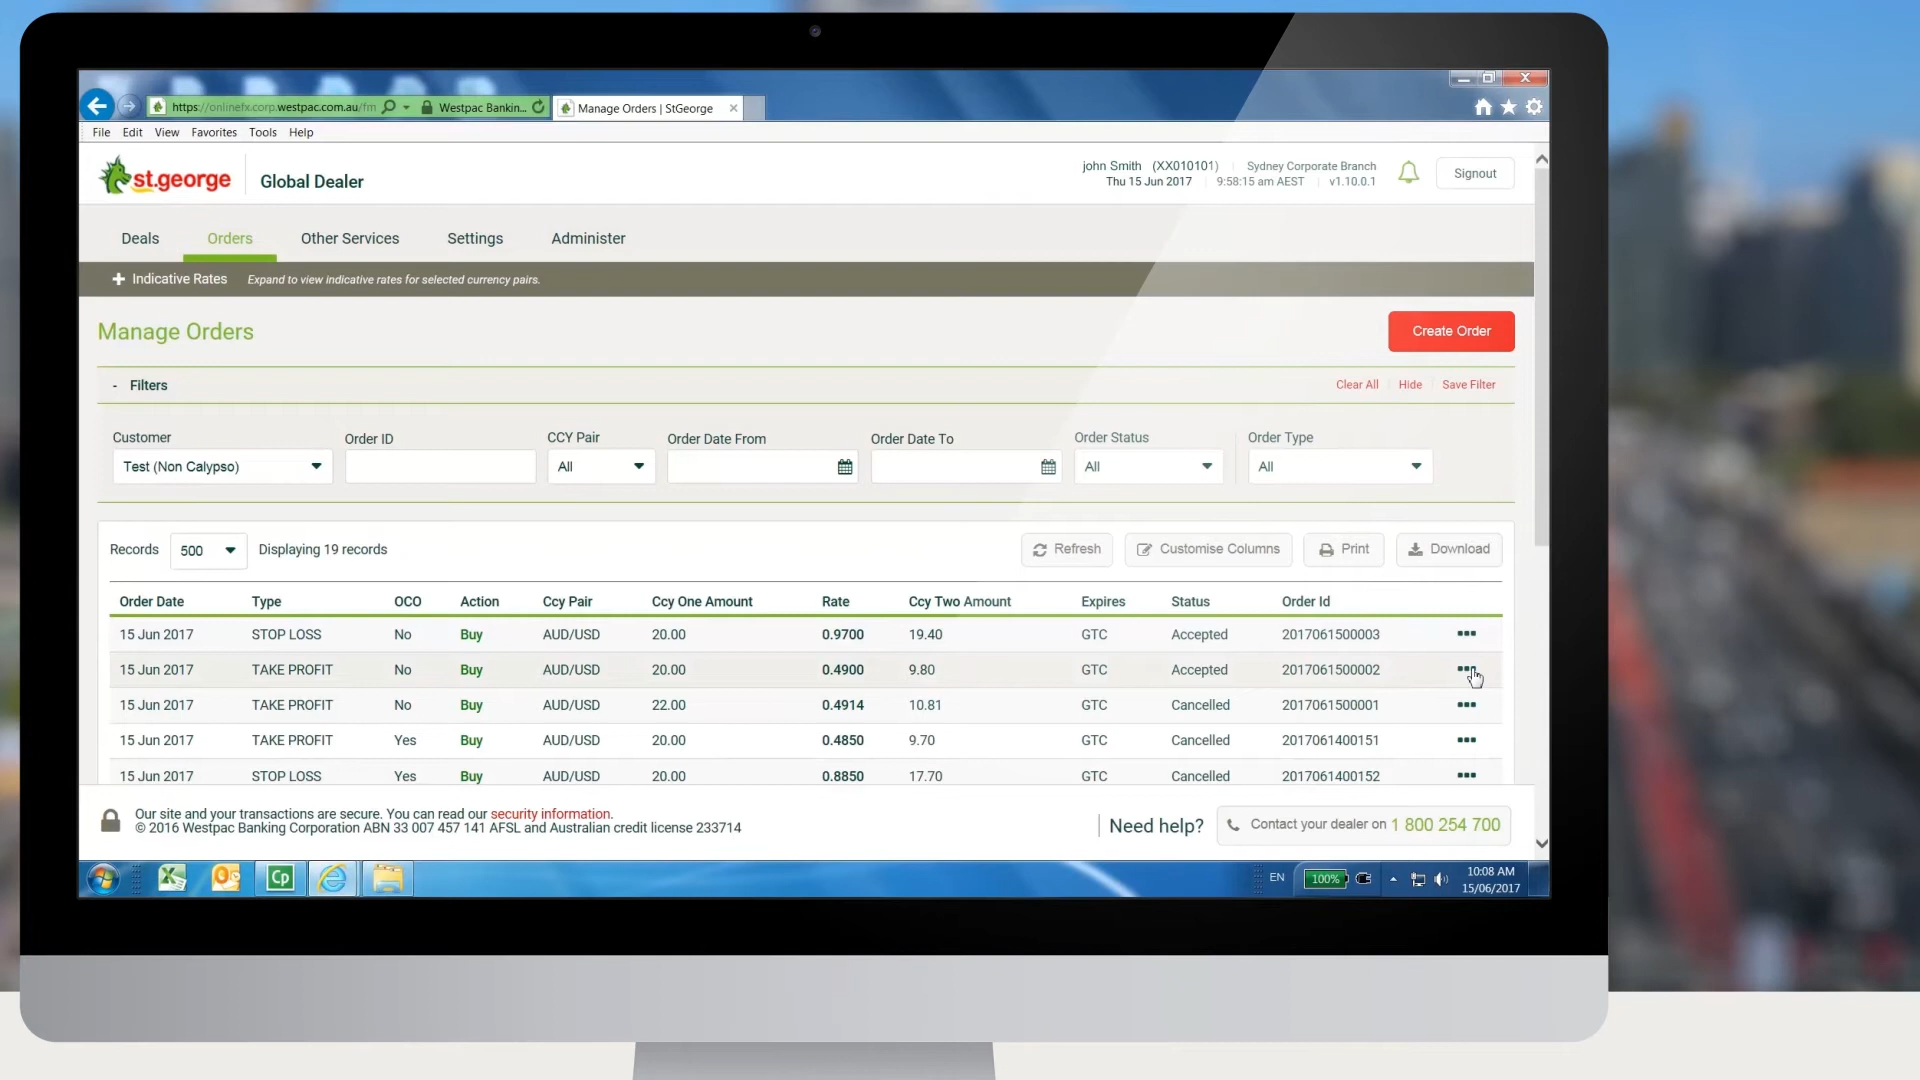 https://onlinefx.corp.westpac.com.au/fm
Westpac Bankin...
Manage Orders | StGeorge
File Edit View Favorites Tools Help
st.george
Global Dealer
john Smith (XX010101) Sydney Corporate Branch
Thu 15 Jun 2017 9:58:15 am AEST v1.10.0.1
Signout
Deals Orders Other Services Settings Administer
+ Indicative Rates Expand to view indicative rates for selected currency pairs.
Manage Orders
Create Order
- Filters
Clear All Hide Save Filter
Customer Order ID CCY Pair Order Date From Order Date To Order Status Order Type
Test (Non Calypso) All All All
Records 500 Displaying 19 records
Refresh Customise Columns Print Download
Order Date Type OCO Action Ccy Pair Ccy One Amount Rate Ccy Two Amount Expires Status Order Id
15 Jun 2017 STOP LOSS No Buy AUD/USD 20.00 0.9700 19.40 GTC Accepted 2017061500003
15 Jun 2017 TAKE PROFIT No Buy AUD/USD 20.00 0.4900 9.80 GTC Accepted 2017061500002
15 Jun 2017 TAKE PROFIT No Buy AUD/USD 22.00 0.4914 10.81 GTC Cancelled 2017061500001
15 Jun 2017 TAKE PROFIT Yes Buy AUD/USD 20.00 0.4850 9.70 GTC Cancelled 2017061400151
15 Jun 2017 STOP LOSS Yes Buy AUD/USD 20.00 0.8850 17.70 GTC Cancelled 2017061400152
Our site and your transactions are secure. You can read our security information.
© 2016 Westpac Banking Corporation ABN 33 007 457 141 AFSL and Australian credit license 233714
Need help? Contact your dealer on 1 800 254 700
Cp
EN 100% 10:08 AM
15/06/2017